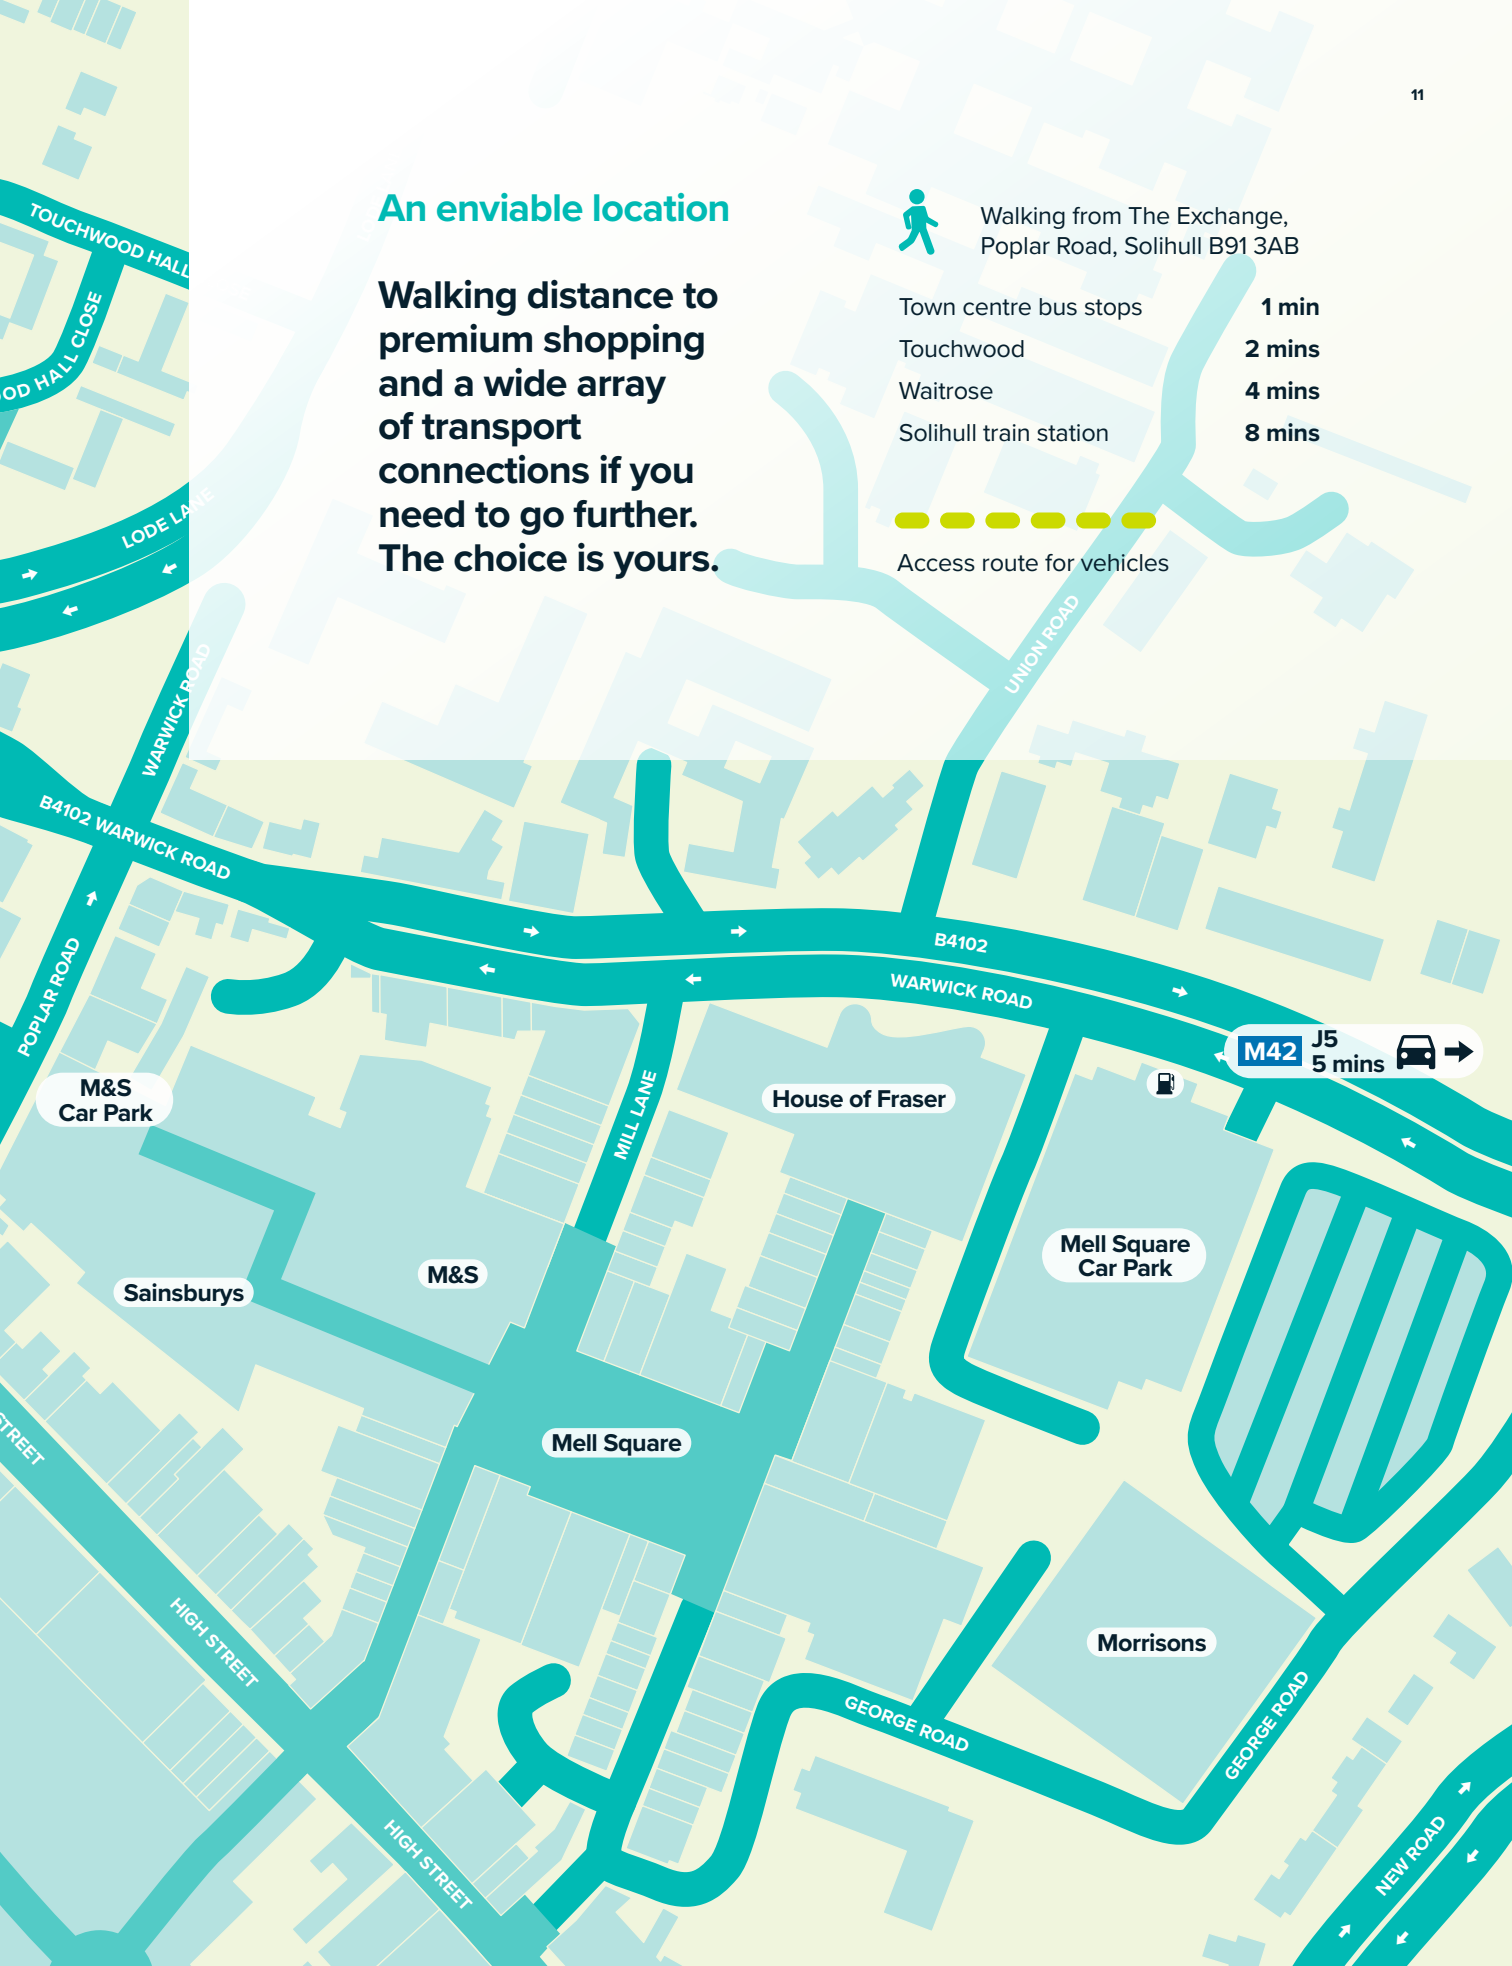 11
An enviable location
Walking distance to
premium shopping
and a wide array
of transport
connections if you
need to go further.
The choice is yours.
Walking from The Exchange,
Poplar Road, Solihull B91 3AB
Town centre bus stops 1 min
Touchwood 2 mins
Waitrose 4 mins
Solihull train station 8 mins
Access route for vehicles
TOUCHWOOD HALL
OOD HALL CLOSE
LODE LANE
WARWICK ROAD
UNION ROAD
B4102 WARWICK ROAD
POPLAR ROAD
B4102
WARWICK ROAD
M42 J5
5 mins
M&S
Car Park
MILL LANE
House of Fraser
Mell Square
Car Park
Sainsburys
M&S
Mell Square
STREET
HIGH STREET
Morrisons
GEORGE ROAD
GEORGE ROAD
HIGH STREET
NEW ROAD